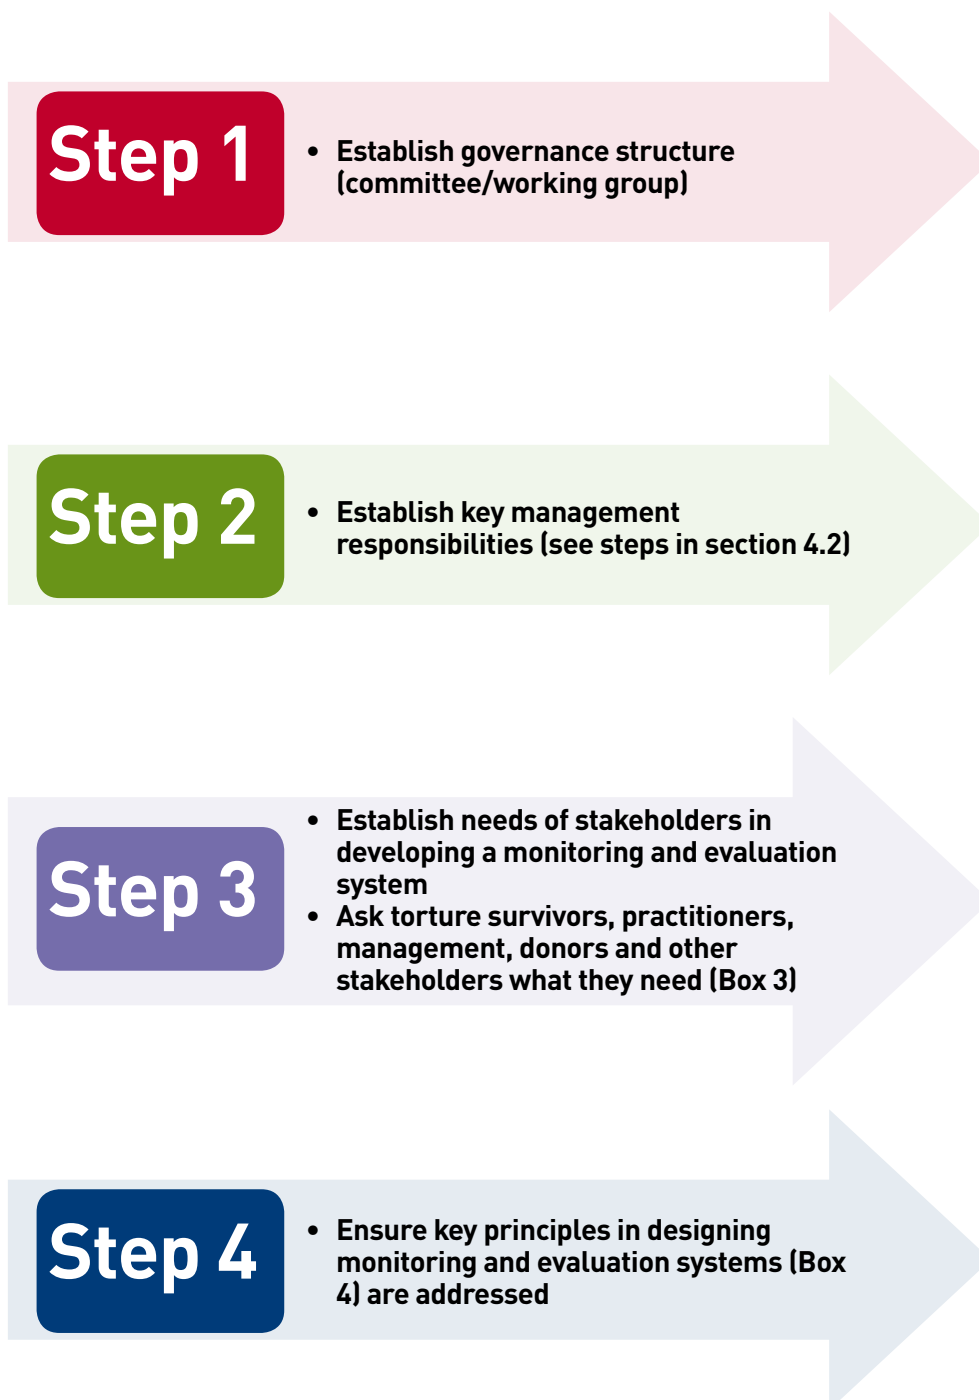 Step 1
• Establish governance structure
(committee/working group)
Step 2
• Establish key management
responsibilities (see steps in section 4.2)
Step 3
• Establish needs of stakeholders in
developing a monitoring and evaluation
system
• Ask torture survivors, practitioners,
management, donors and other
stakeholders what they need (Box 3)
Step 4
• Ensure key principles in designing
monitoring and evaluation systems (Box
4) are addressed